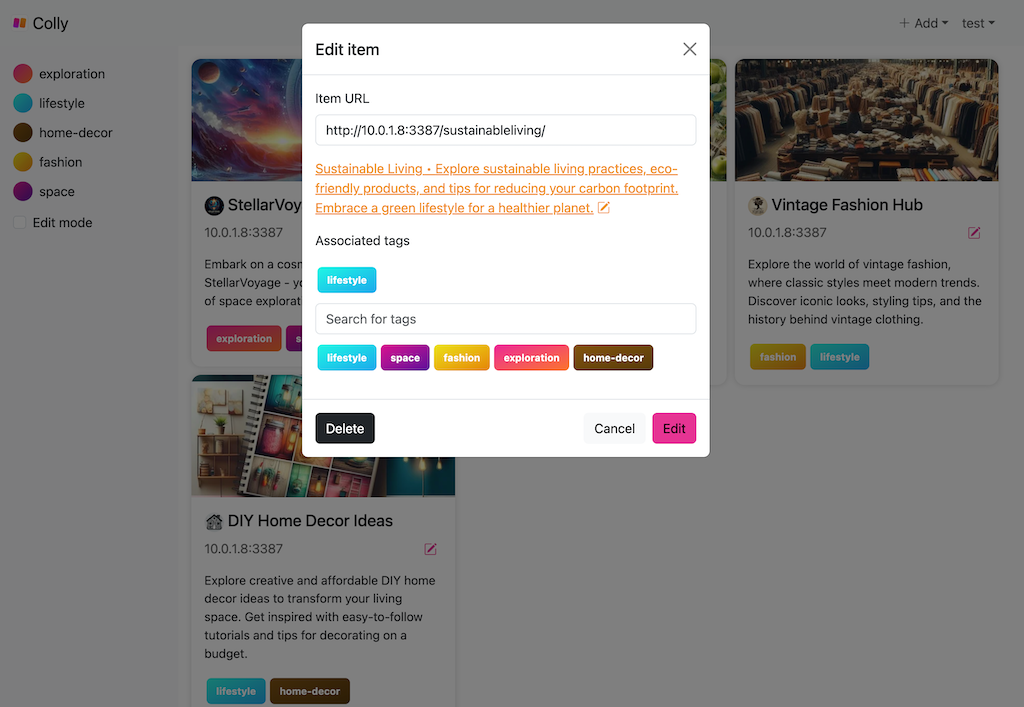 Colly
Add
test
exploration
lifestyle
home-decor
fashion
space
Edit mode
Edit item
Item URL
http://10.0.1.8:3387/sustainableliving/
Sustainable Living • Explore sustainable living practices, eco-
friendly products, and tips for reducing your carbon footprint.
Embrace a green lifestyle for a healthier planet.
Associated tags
lifestyle
Search for tags
lifestyle space fashion exploration home-decor
Delete
Cancel
Edit
StellarVoy
10.0.1.8:3387
Embark on a cosm
StellarVoyage - yo
of space explorat
exploration s
Vintage Fashion Hub
10.0.1.8:3387
Explore the world of vintage fashion,
where classic styles meet modern trends.
Discover iconic looks, styling tips, and the
history behind vintage clothing.
fashion lifestyle
DIY Home Decor Ideas
10.0.1.8:3387
Explore creative and affordable DIY home
decor ideas to transform your living
space. Get inspired with easy-to-follow
tutorials and tips for decorating on a
budget.
lifestyle home-decor